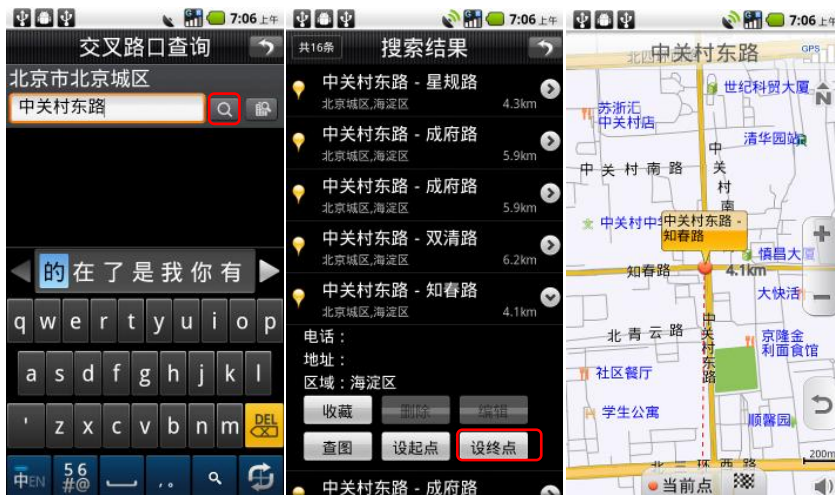 7:06 上午
交叉路口查询
北京市北京城区
中关村东路
的 在 了 是 我 你 有
q w e r t y u i o p
a s d f g h j k l
' z x c v b n m DEL
中EN 56 #@ , 。
7:06 上午
共16条 搜索结果
中关村东路 - 星规路
北京城区,海淀区 4.3km
中关村东路 - 成府路
北京城区,海淀区 5.9km
中关村东路 - 成府路
北京城区,海淀区 5.9km
中关村东路 - 双清路
北京城区,海淀区 6.2km
中关村东路 - 知春路
北京城区,海淀区 4.1km
电话：
地址：
区域：海淀区
收藏 删除 编辑
查图 设起点 设终点
中关村东路 - 成府路
7:06 上午
中关村东路
GPS
世纪科贸大厦
N
苏浙汇
中关村店
清华园站
中关村南路
中关村南
中关村中
中关村东路 -
知春路
慎昌大厦
知春路
4.1km
大快活
北青云路
中关村东路
京隆金
利面食馆
社区餐厅
学生公寓
顺馨园
北三环西路
200m
当前点